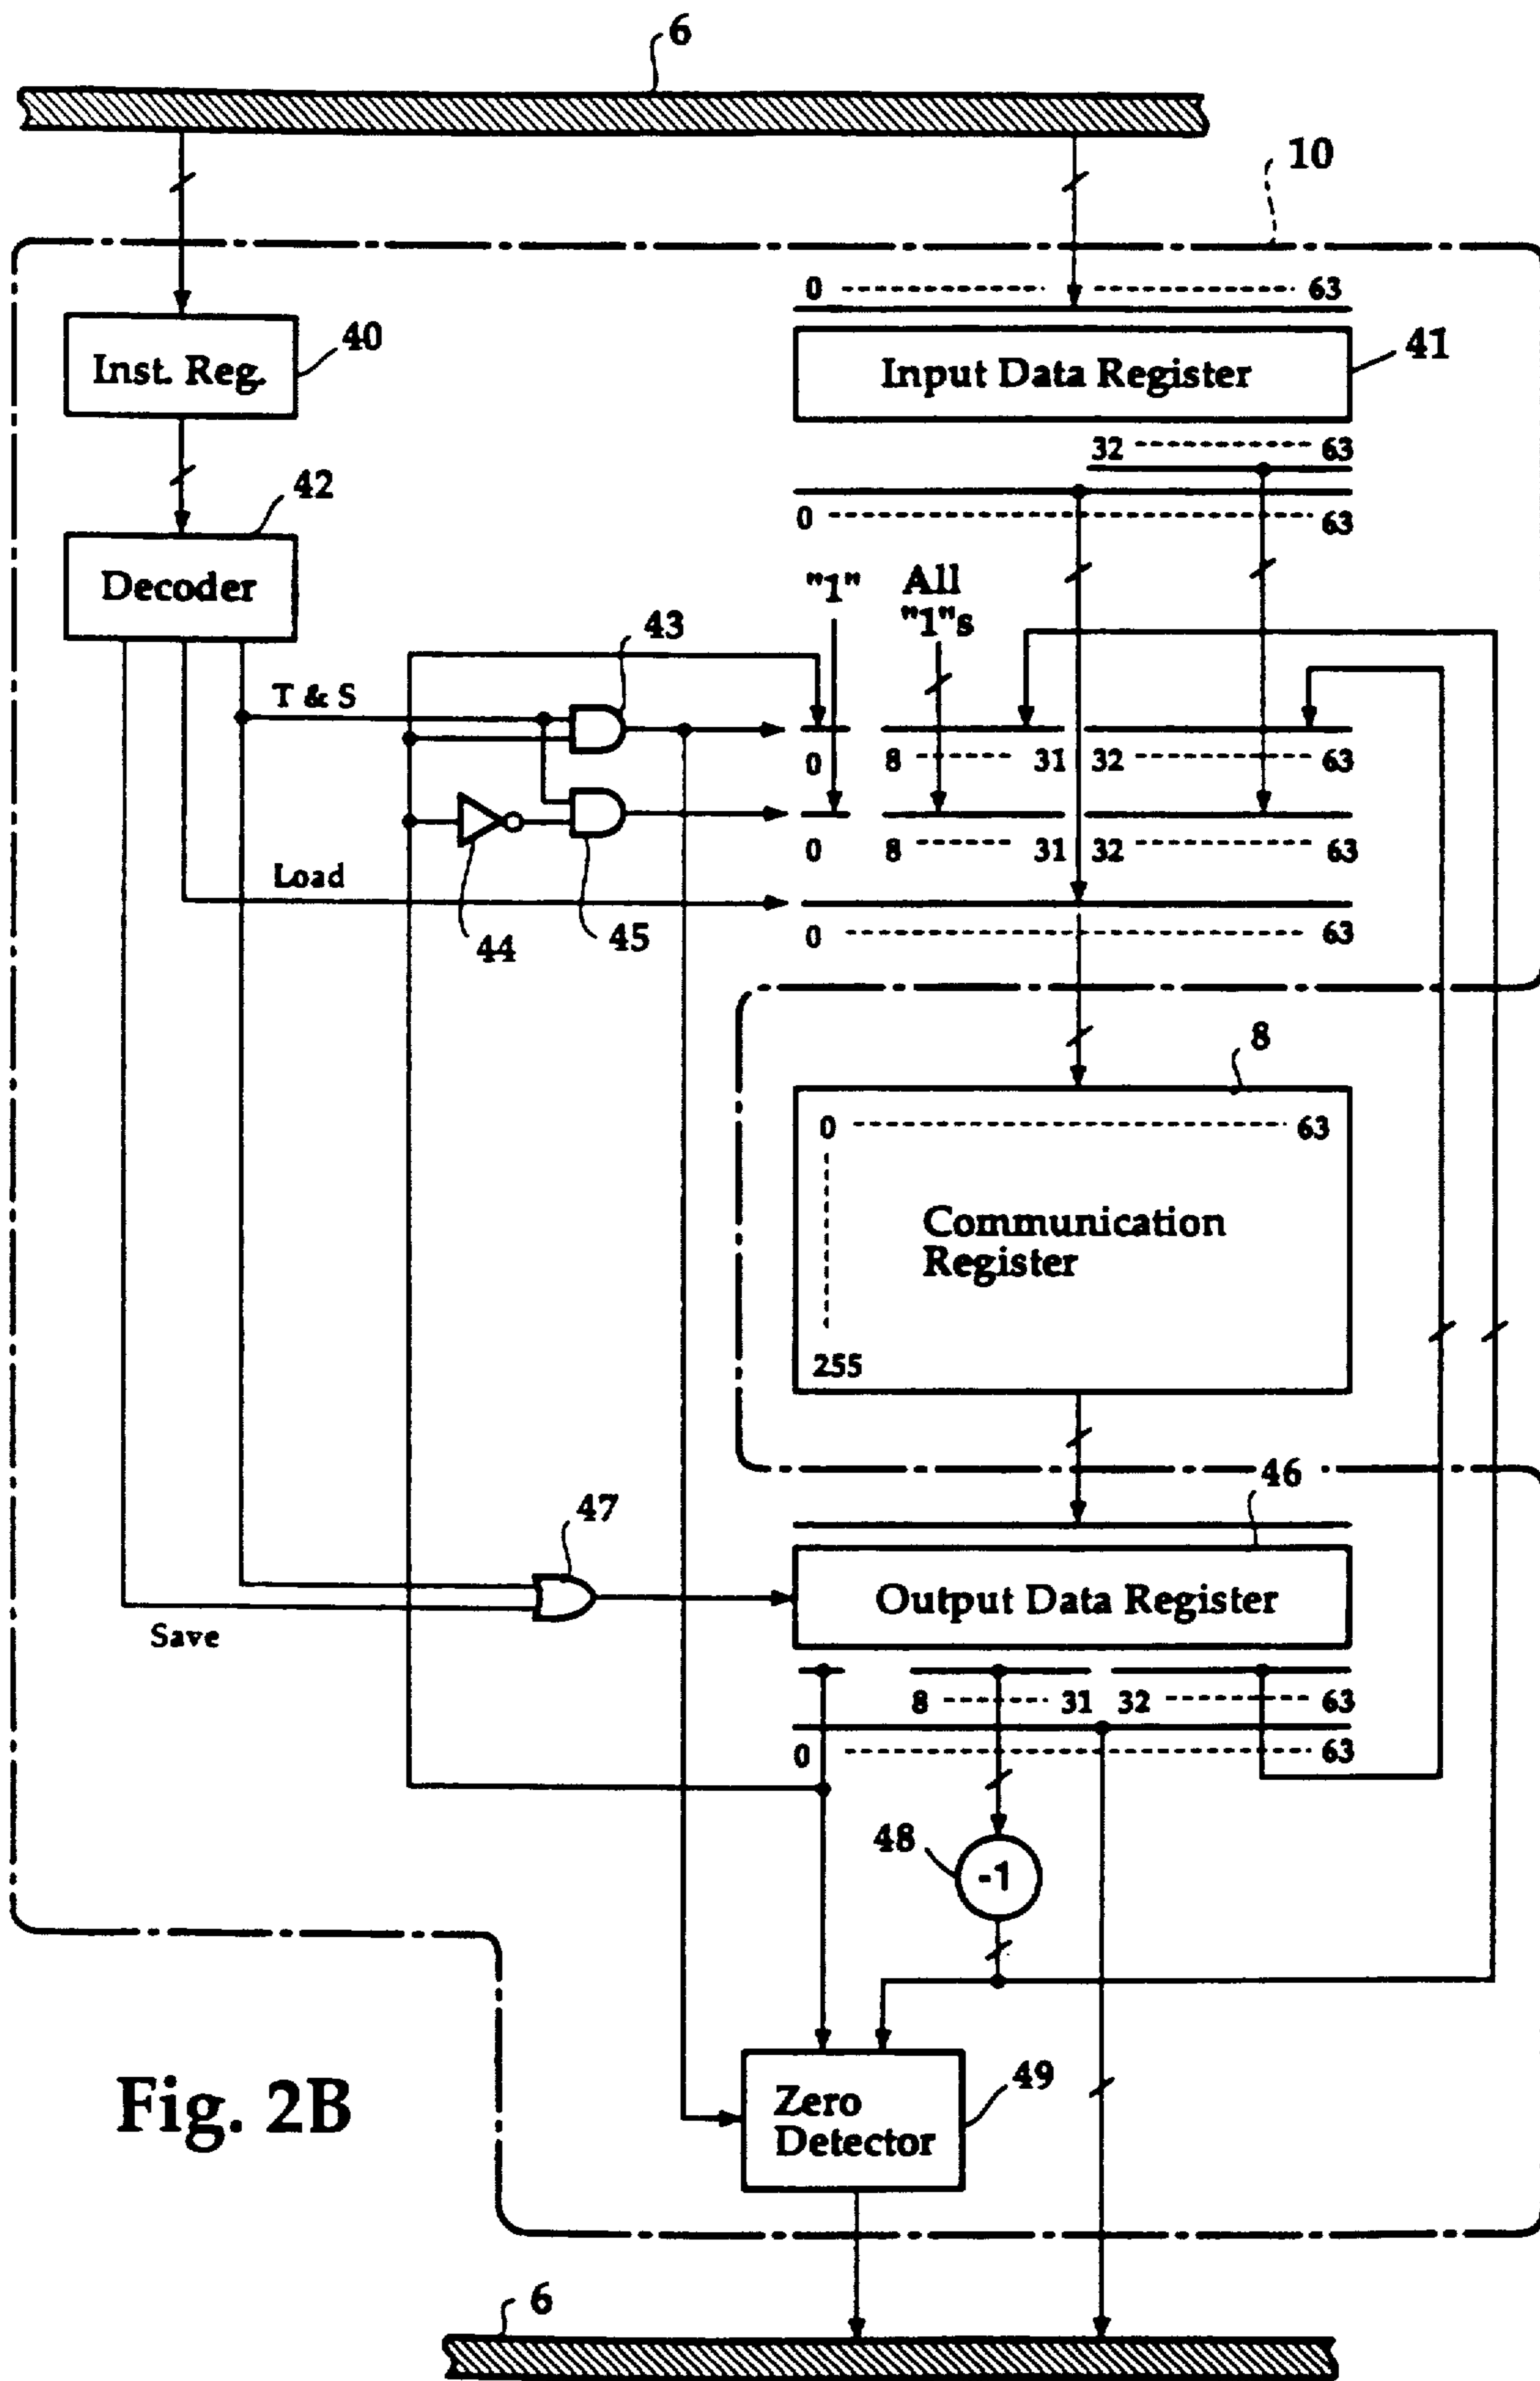 6
10
0 63
Inst. Reg.
40
Input Data Register
41
32 63
0 63
42
Decoder
"1"
All
"1"s
43
T & S
0 8 31 32 63
0 8 31 32 63
Load
44
45
0 63
8
0 63
Communication
Register
255
46
47
Output Data Register
Save
8 31 32 63
0 63
48
-1
Zero
Detector
49
Fig. 2B
6